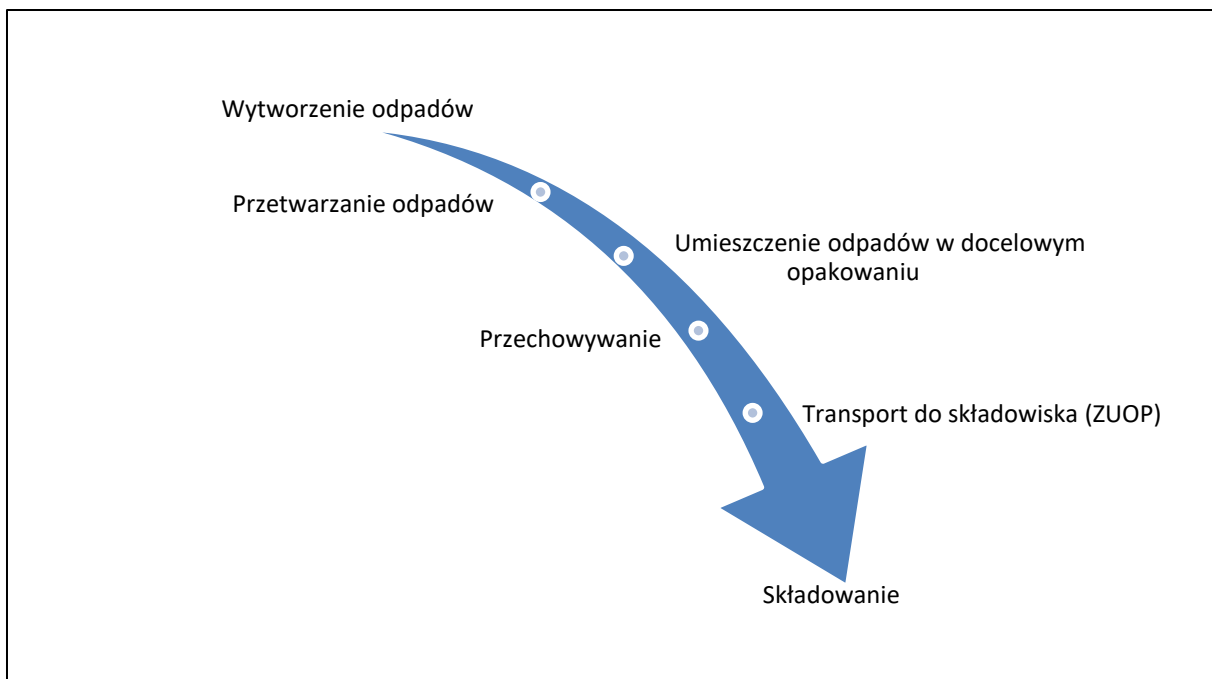 Wytworzenie odpadów
Przetwarzanie odpadów
Umieszczenie odpadów w docelowym
opakowaniu
Przechowywanie
Transport do składowiska (ZUOP)
Składowanie